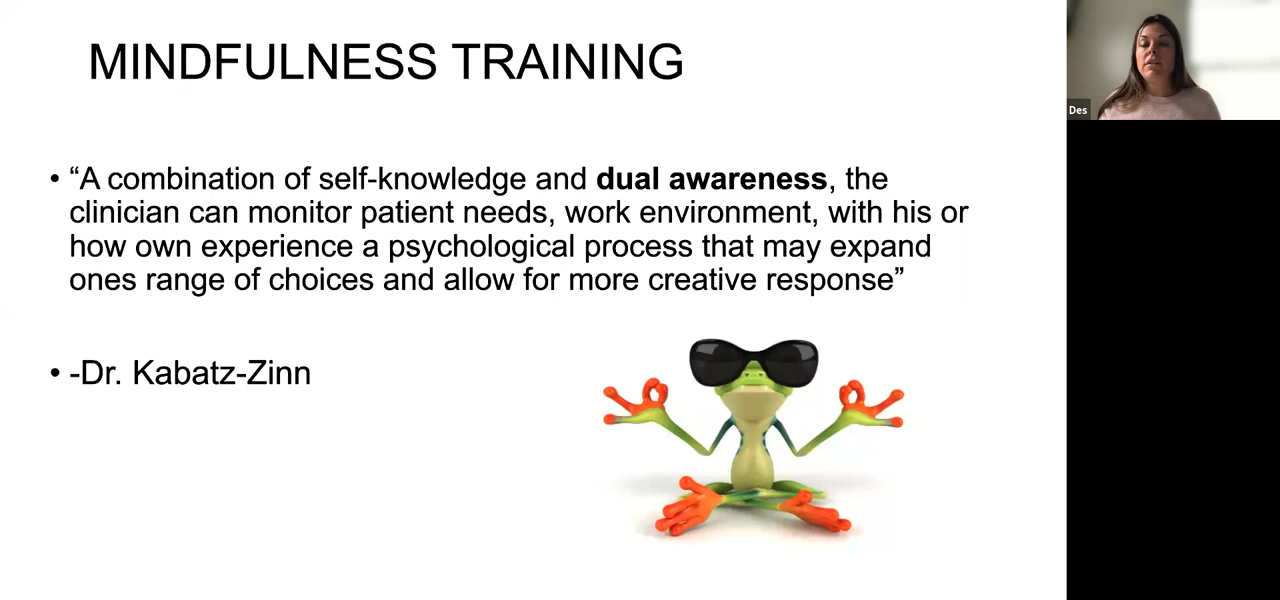 MINDFULNESS TRAINING
• “A combination of self-knowledge and dual awareness, the
clinician can monitor patient needs, work environment, with his or
how own experience a psychological process that may expand
ones range of choices and allow for more creative response”
• -Dr. Kabatz-Zinn
Des